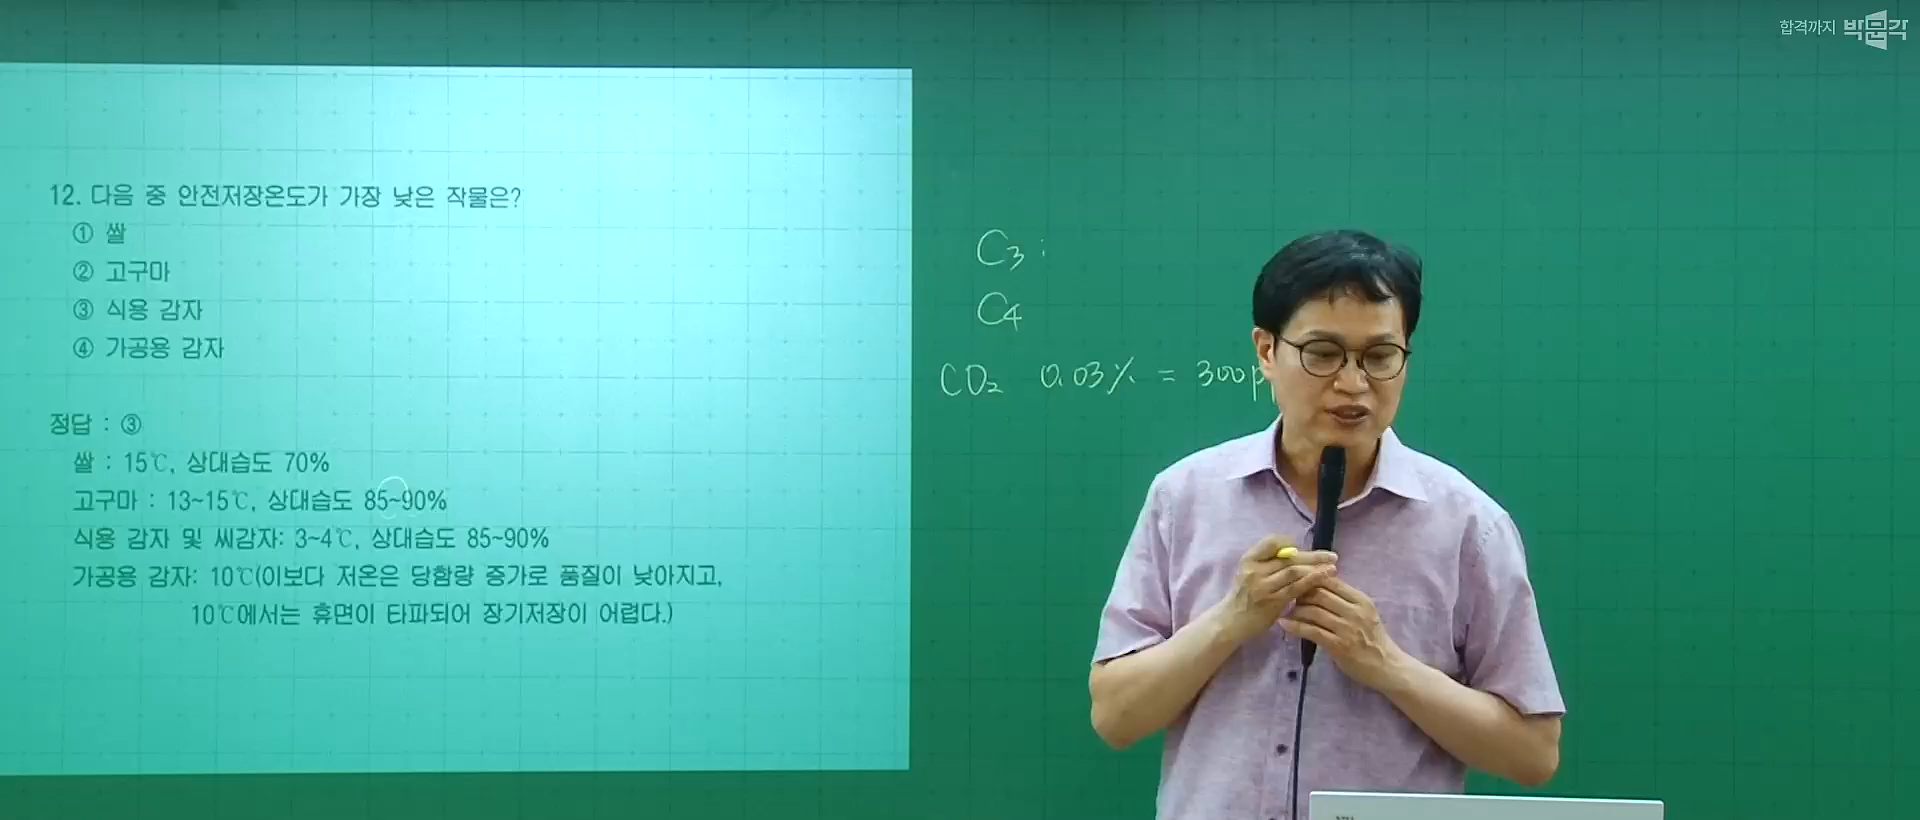 합격까지 박문각
12. 다음 중 안전저장온도가 가장 낮은 작물은?
① 쌀
② 고구마
③ 식용 감자
④ 가공용 감자
정답 : ③
쌀 : 15℃, 상대습도 70%
고구마 : 13~15℃, 상대습도 85~90%
식용 감자 및 씨감자: 3~4℃, 상대습도 85~90%
가공용 감자: 10℃(이보다 저온은 당함량 증가로 품질이 낮아지고,
10℃에서는 휴면이 타파되어 장기저장이 어렵다.)
C3 :
C4
CO2 0.03% = 300p